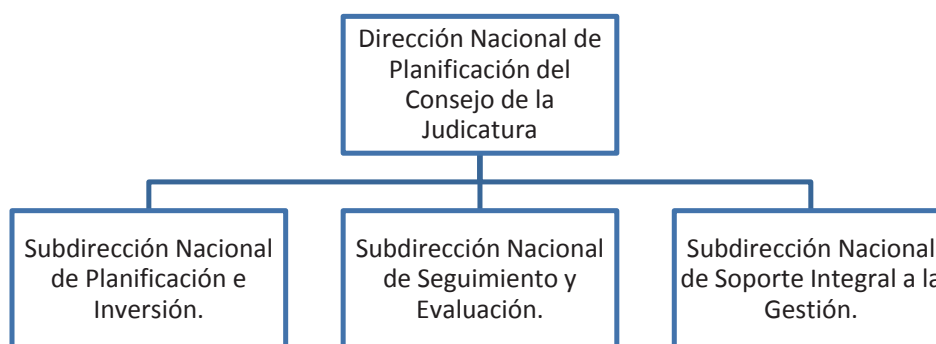 Dirección Nacional de
Planificación del
Consejo de la
Judicatura
Subdirección Nacional
de Planificación e
Inversión.
Subdirección Nacional
de Seguimiento y
Evaluación.
Subdirección Nacional
de Soporte Integral a la
Gestión.